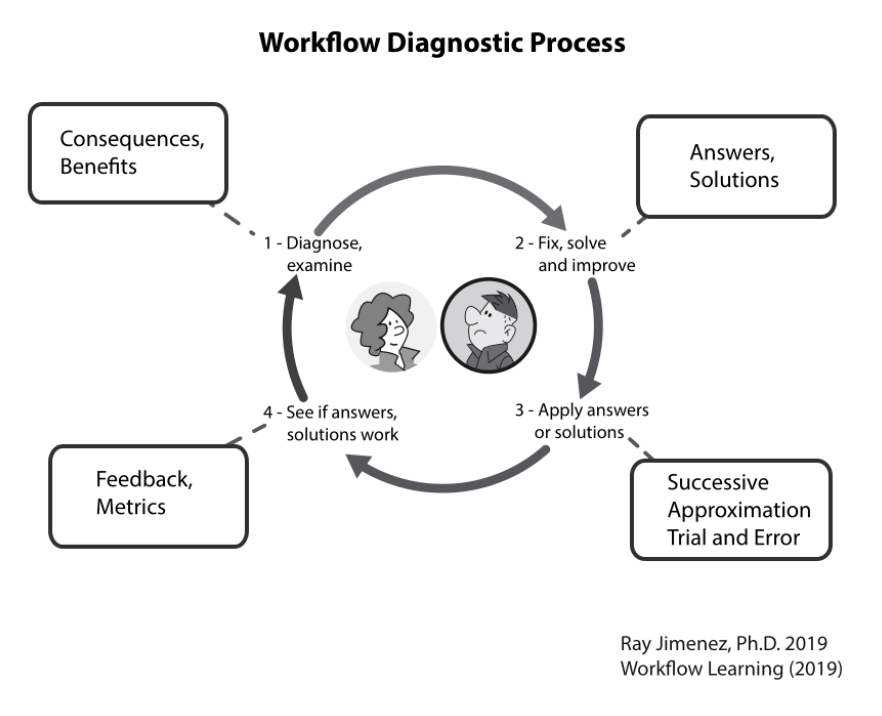 Workflow Diagnostic Process
Consequences,
Benefits
Answers,
Solutions
1 - Diagnose,
examine
2 - Fix, solve
and improve
4 - See if answers,
solutions work
3 - Apply answers
or solutions
Feedback,
Metrics
Successive
Approximation
Trial and Error
Ray Jimenez, Ph.D. 2019
Workflow Learning (2019)